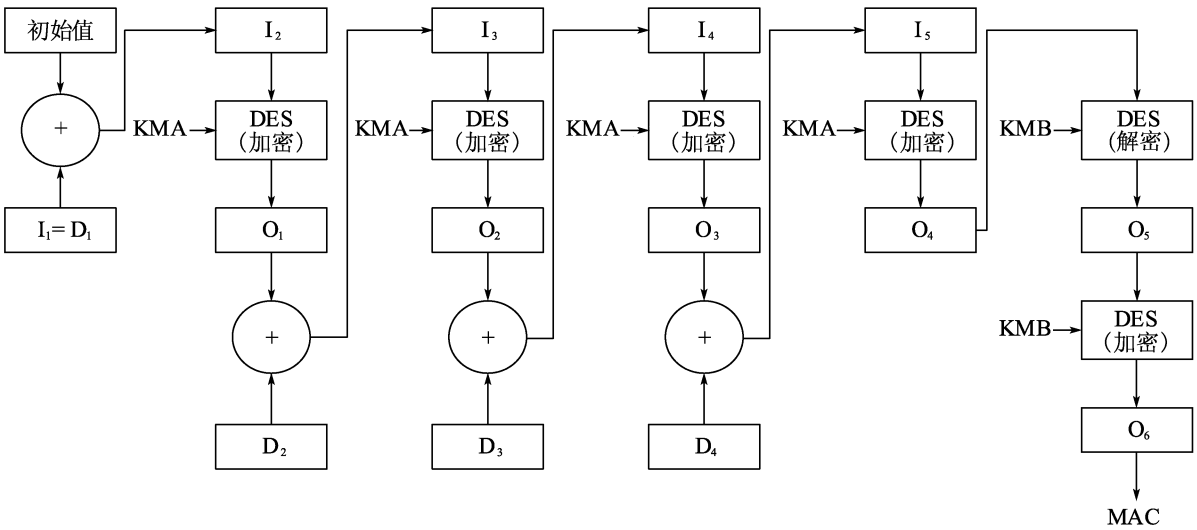 初始值
I₂
I₃
I₄
I₅
+
KMA
DES
(加密)
KMA
DES
(加密)
KMA
DES
(加密)
KMA
DES
(加密)
KMB
DES
(解密)
I₁= D₁
O₁
O₂
O₃
O₄
O₅
+
+
+
KMB
DES
(加密)
D₂
D₃
D₄
O₆
MAC